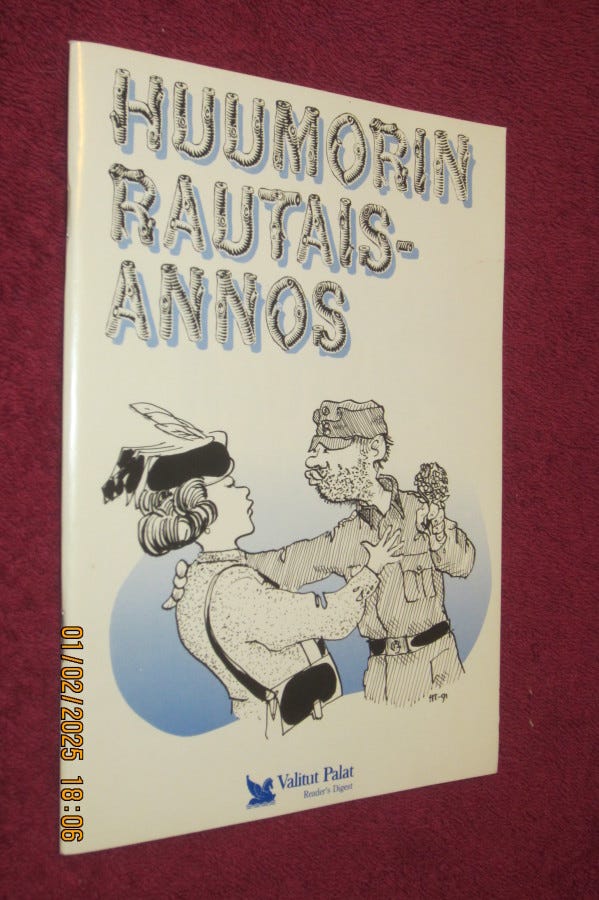 HUUMORIN
RAUTAIS-
ANNOS
Valitut Palat
Reader's Digest
01/02/2025 18:06